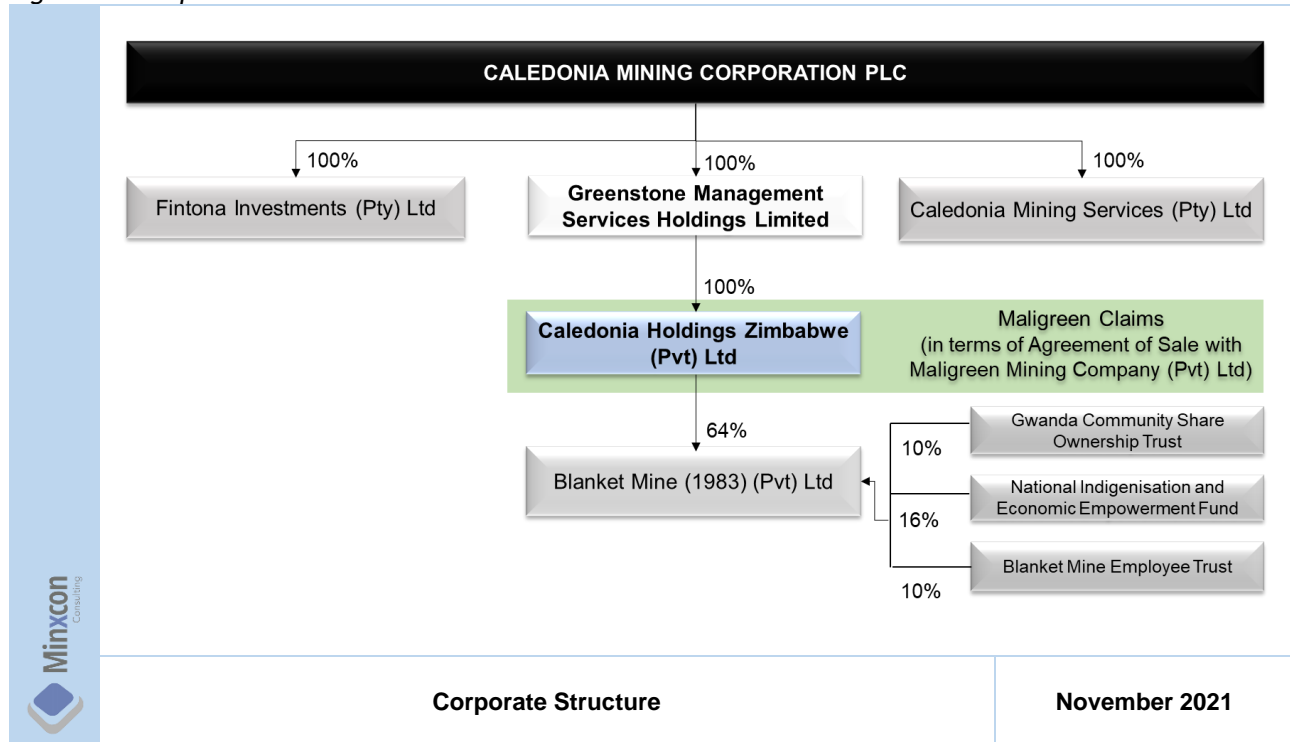 CALEDONIA MINING CORPORATION PLC
100%
100%
100%
Fintona Investments (Pty) Ltd
Greenstone Management
Services Holdings Limited
Caledonia Mining Services (Pty) Ltd
100%
Caledonia Holdings Zimbabwe
(Pvt) Ltd
Maligreen Claims
(in terms of Agreement of Sale with
Maligreen Mining Company (Pvt) Ltd)
64%
Blanket Mine (1983) (Pvt) Ltd
10%
Gwanda Community Share
Ownership Trust
16%
National Indigenisation and
Economic Empowerment Fund
10%
Blanket Mine Employee Trust
Minxcon
Consulting
Corporate Structure
November 2021